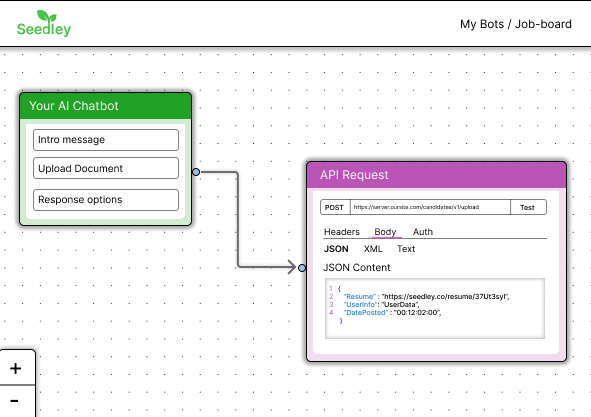 Seedley
My Bots / Job-board
Your AI Chatbot
Intro message
Upload Document
Response options
API Request
POST https://server.oursite.com/candidates/v1/upload Test
Headers Body Auth
JSON XML Text
JSON Content
1 {
2 "Resume" : "https://seedley.co/resume/37Ut3syI",
3 "UserInfo": "UserData",
4 "DatePosted" : "00:12:02:00",
}
+
-